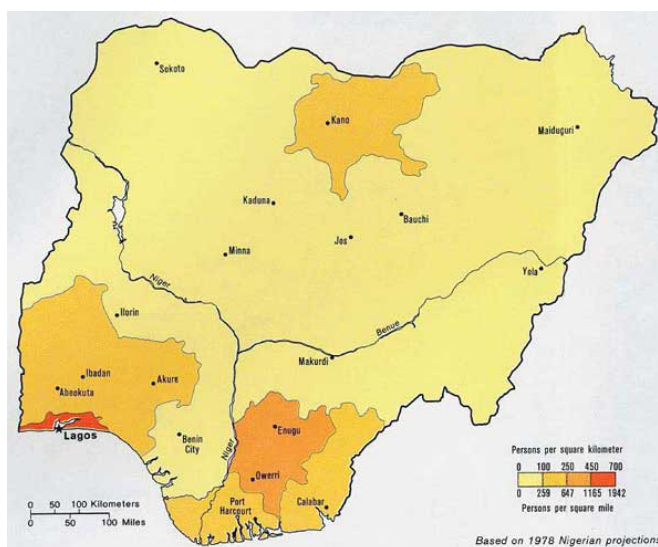 Sokoto
Kano
Maiduguri
Kaduna
Bauchi
Jos
Minna
Yola
Niger
Ilorin
Benue
Makurdi
Ibadan
Akure
Abeokuta
Lagos
Benin
City
Niger
Enugu
Owerri
Port
Harcourt
Calabar
Persons per square kilometer
0 100 250 450 700
0 259 647 1165 1942
Persons per square mile
0 50 100 Kilometers
0 50 100 Miles
Based on 1978 Nigerian projections